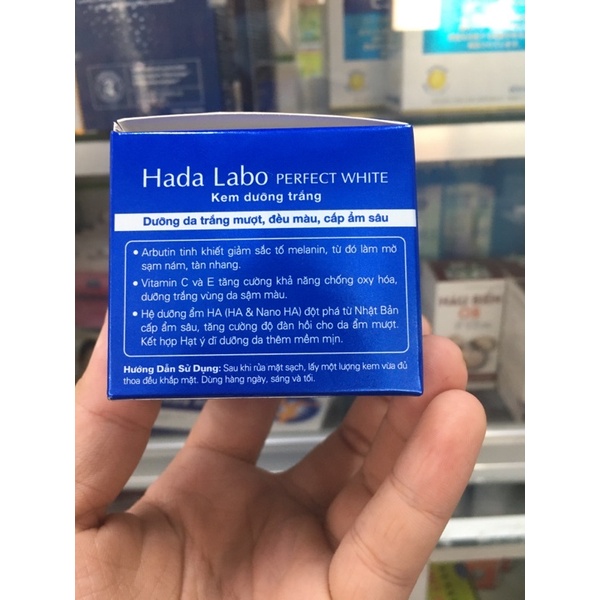 Hada Labo PERFECT WHITE
Kem dưỡng trắng
Dưỡng da trắng mượt, đều màu, cấp ẩm sâu
• Arbutin tinh khiết giảm sắc tố melanin, từ đó làm mờ
sạm nám, tàn nhang.
• Vitamin C và E tăng cường khả năng chống oxy hóa,
dưỡng trắng vùng da sậm màu.
• Hệ dưỡng ẩm HA (HA & Nano HA) đột phá từ Nhật Bản
cấp ẩm sâu, tăng cường độ đàn hồi cho da ẩm mượt.
Kết hợp Hạt ý dĩ dưỡng da thêm mềm mịn.
Hướng Dẫn Sử Dụng: Sau khi rửa mặt sạch, lấy một lượng kem vừa đủ
thoa đều khắp mặt. Dùng hàng ngày, sáng và tối.